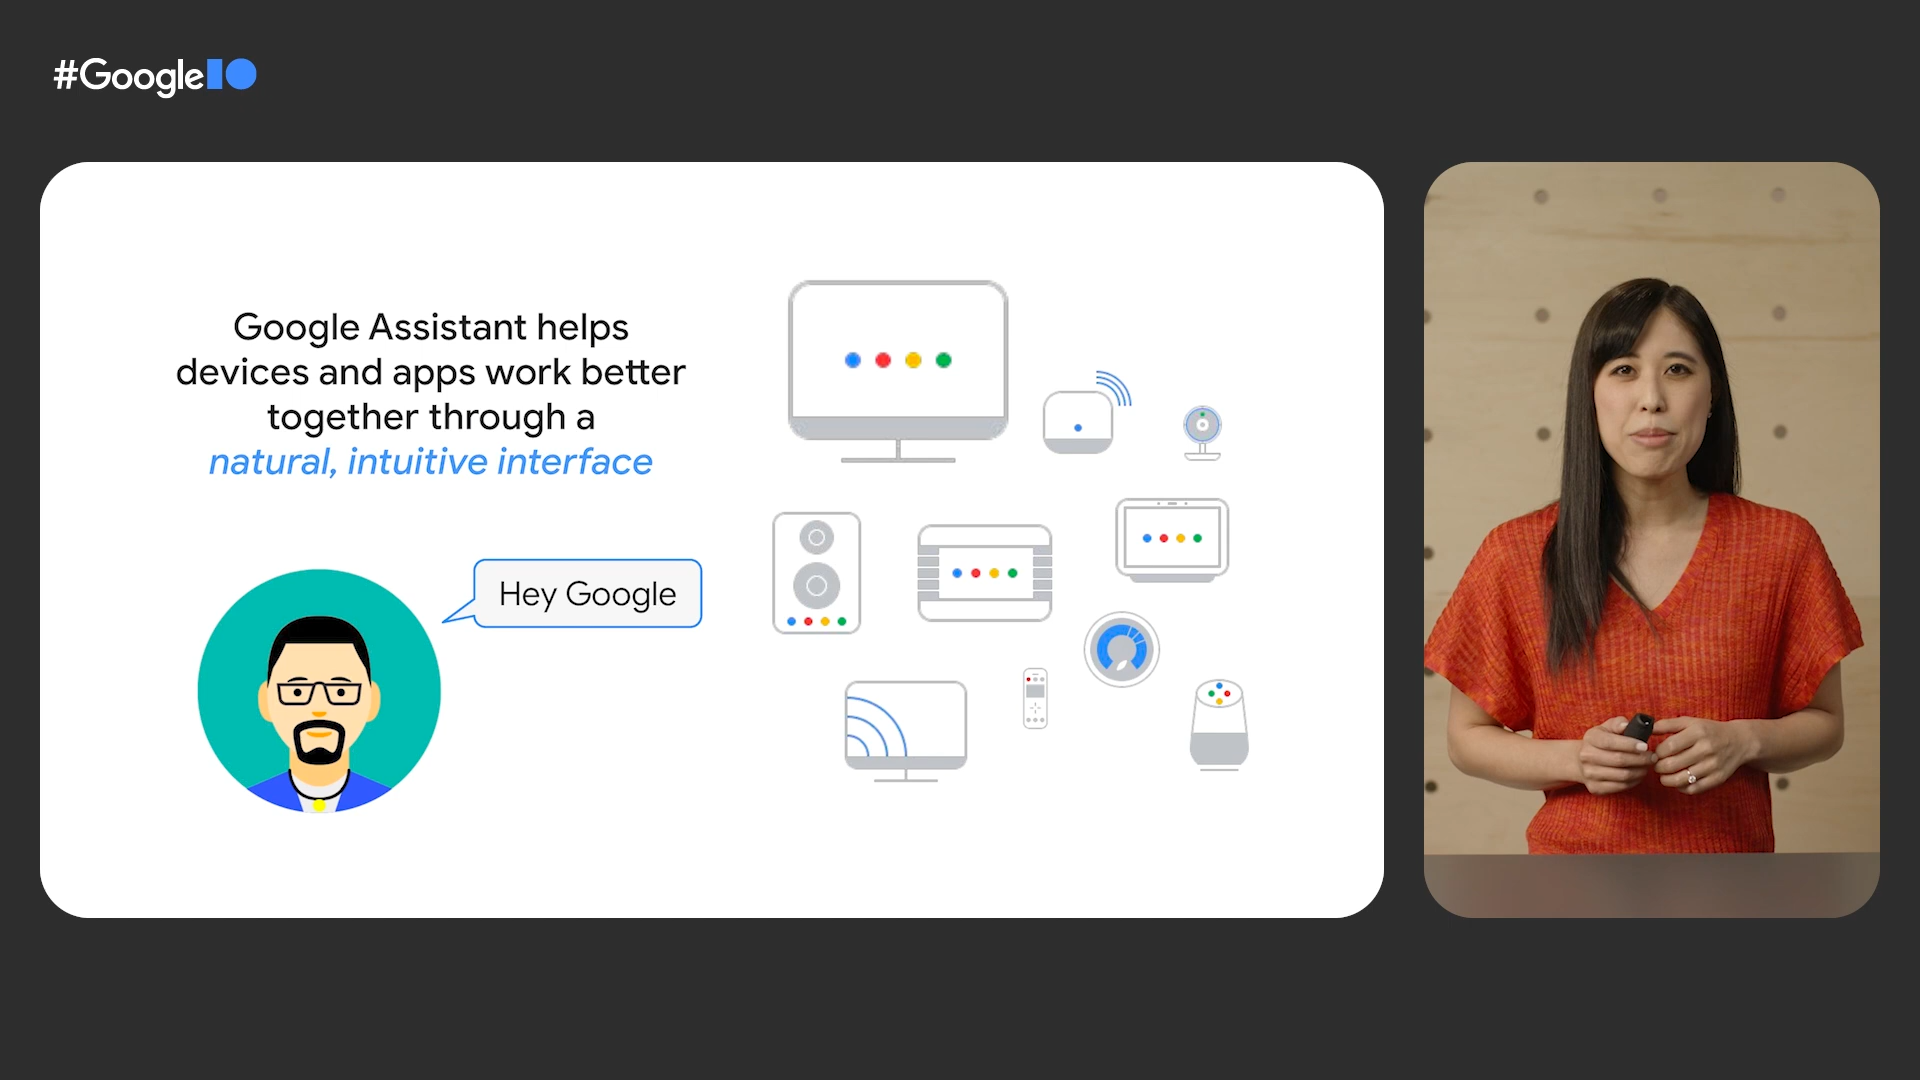 #GoogleIO
Google Assistant helps
devices and apps work better
together through a
natural, intuitive interface
Hey Google